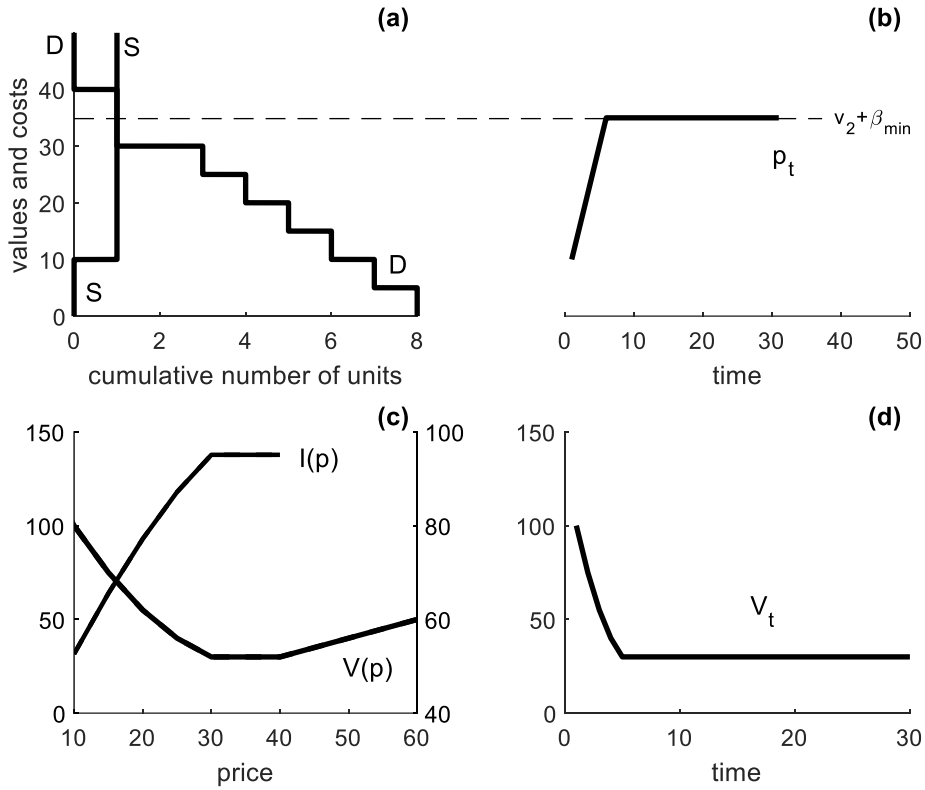 (a)
D
S
values and costs
40
30
20
10
0
S
D
0 2 4 6 8
cumulative number of units
(b)
v2+βmin
pt
0 10 20 30 40 50
time
(c)
150
100
50
0
100
80
60
40
I(p)
V(p)
10 20 30 40 50 60
price
(d)
150
100
50
0
Vt
0 10 20 30
time